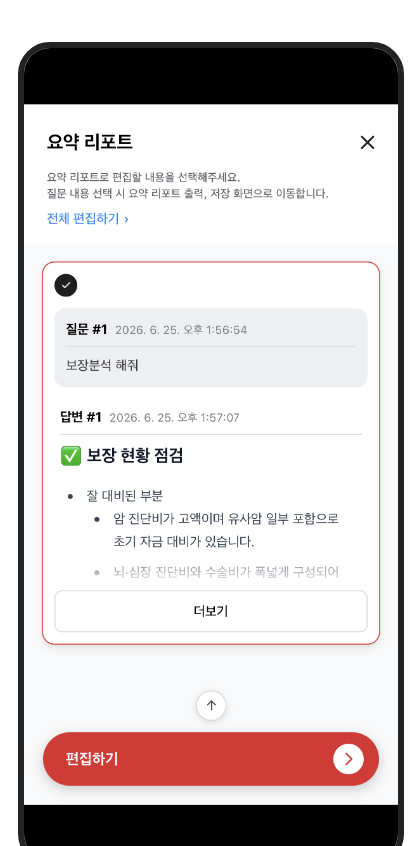 요약 리포트
요약 리포트로 편집할 내용을 선택해주세요.
질문 내용 선택 시 요약 리포트 출력, 저장 화면으로 이동합니다.
전체 편집하기 ›
질문 #1 2026. 6. 25. 오후 1:56:54
보장분석 해줘
답변 #1 2026. 6. 25. 오후 1:57:07
✅ 보장 현황 점검
• 잘 대비된 부분
• 암 진단비가 고액이며 유사암 일부 포함으로
초기 자금 대비가 있습니다.
• 뇌·심장 진단비와 수술비가 폭넓게 구성되어
더보기
편집하기